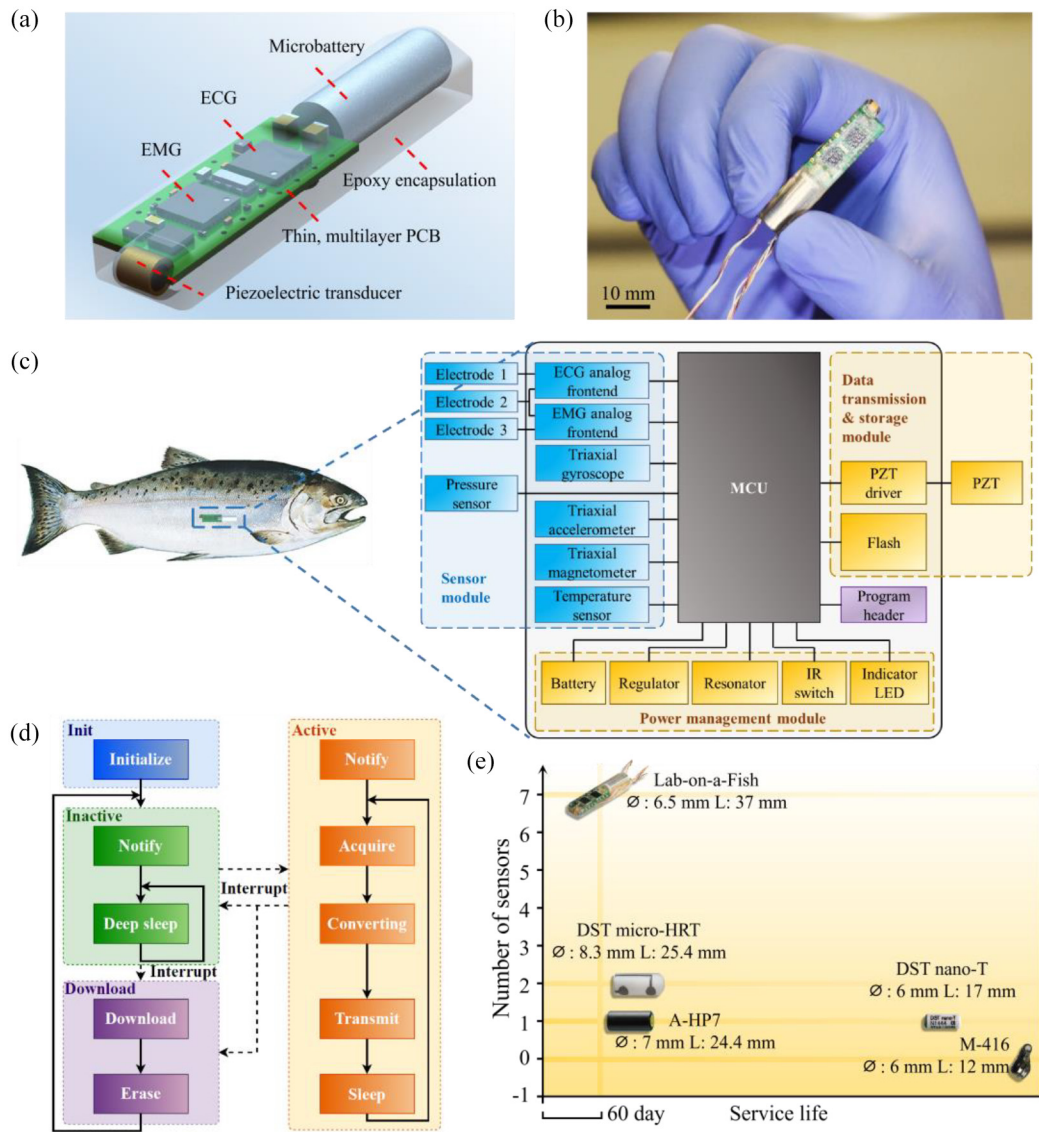 (a)
Microbattery
ECG
EMG
Epoxy encapsulation
Thin, multilayer PCB
Piezoelectric transducer
(b)
10 mm
(c)
Electrode 1
Electrode 2
Electrode 3
Pressure
sensor
Sensor
module
ECG analog
frontend
EMG analog
frontend
Triaxial
gyroscope
Triaxial
accelerometer
Triaxial
magnetometer
Temperature
sensor
MCU
Data
transmission
& storage
module
PZT
driver
PZT
Flash
Program
header
Battery
Regulator
Resonator
IR
switch
Indicator
LED
Power management module
(d)
Init
Initialize
Inactive
Notify
Deep sleep
Interrupt
Interrupt
Download
Download
Erase
Active
Notify
Acquire
Converting
Transmit
Sleep
(e)
Number of sensors
7
6
5
4
3
2
1
0
-1
Lab-on-a-Fish
Ø : 6.5 mm L: 37 mm
DST micro-HRT
Ø : 8.3 mm L: 25.4 mm
A-HP7
Ø : 7 mm L: 24.4 mm
DST nano-T
Ø : 6 mm L: 17 mm
M-416
Ø : 6 mm L: 12 mm
60 day
Service life